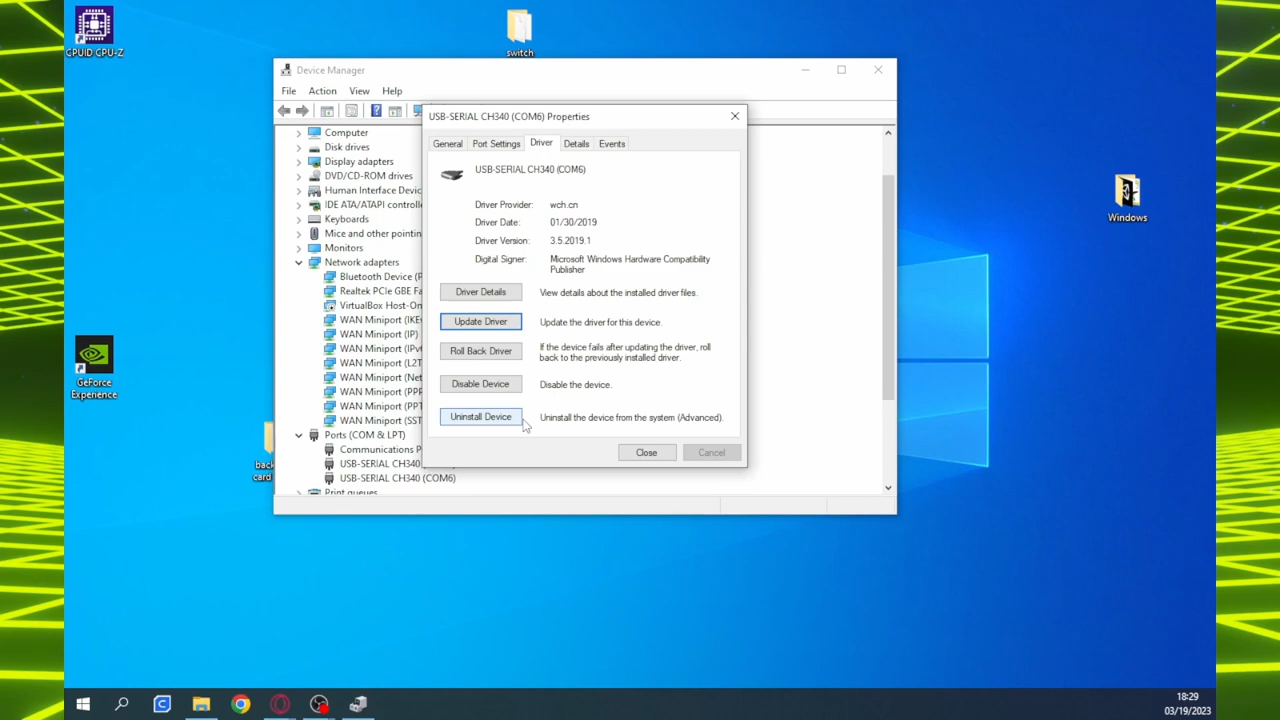 CPUID CPU-Z
switch
Device Manager
File Action View Help
USB-SERIAL CH340 (COM6) Properties
General Port Settings Driver Details Events
USB-SERIAL CH340 (COM6)
Driver Provider: wch.cn
Driver Date: 01/30/2019
Driver Version: 3.5.2019.1
Digital Signer: Microsoft Windows Hardware Compatibility
Publisher
Driver Details View details about the installed driver files.
Update Driver Update the driver for this device.
Roll Back Driver If the device fails after updating the driver, roll
back to the previously installed driver.
Disable Device Disable the device.
Uninstall Device Uninstall the device from the system (Advanced).
Close Cancel
Computer
Disk drives
Display adapters
DVD/CD-ROM drives
Human Interface Devic
IDE ATA/ATAPI controlle
Keyboards
Mice and other pointin
Monitors
Network adapters
Bluetooth Device (P
Realtek PCIe GBE Fa
VirtualBox Host-On
WAN Miniport (IKE
WAN Miniport (IP)
WAN Miniport (IPv
WAN Miniport (L2T
WAN Miniport (Net
WAN Miniport (PPP
WAN Miniport (PPT
WAN Miniport (SST
Ports (COM & LPT)
Communications P
USB-SERIAL CH340
USB-SERIAL CH340 (COM6)
Print queues
Windows
GeForce
Experience
back
card
18:29
03/19/2023